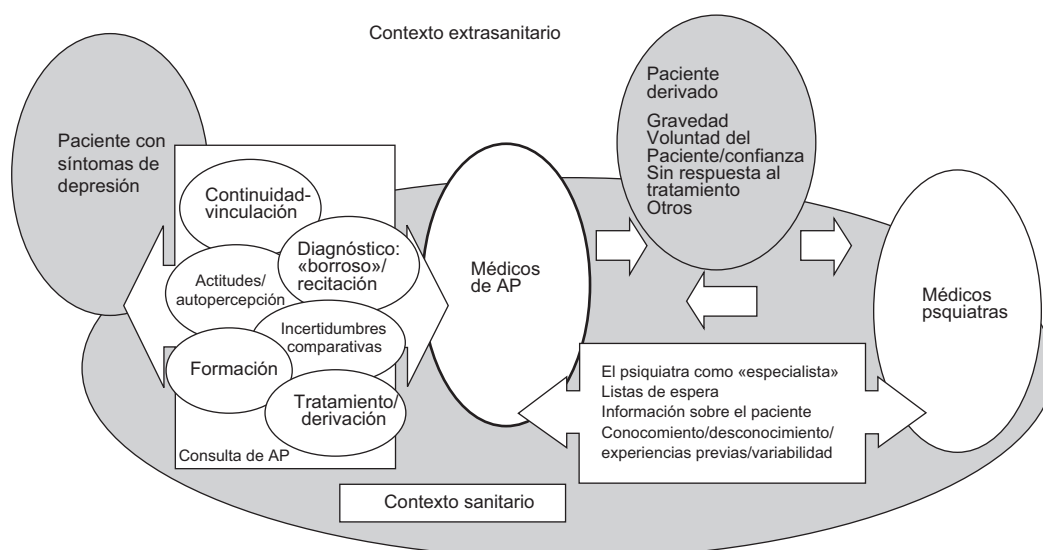 Contexto extrasanitario
Paciente con
síntomas de
depresión
Continuidad-
vinculación
Diagnóstico:
«borroso»/
recitación
Actitudes/
autopercepción
Incertidumbres
comparativas
Formación
Tratamiento/
derivación
Consulta de AP
Médicos
de AP
Paciente
derivado
Gravedad
Voluntad del
Paciente/confianza
Sin respuesta al
tratamiento
Otros
Médicos
psquiatras
El psiquiatra como «especialista»
Listas de espera
Información sobre el paciente
Conocomiento/desconocimiento/
experiencias previas/variabilidad
Contexto sanitario